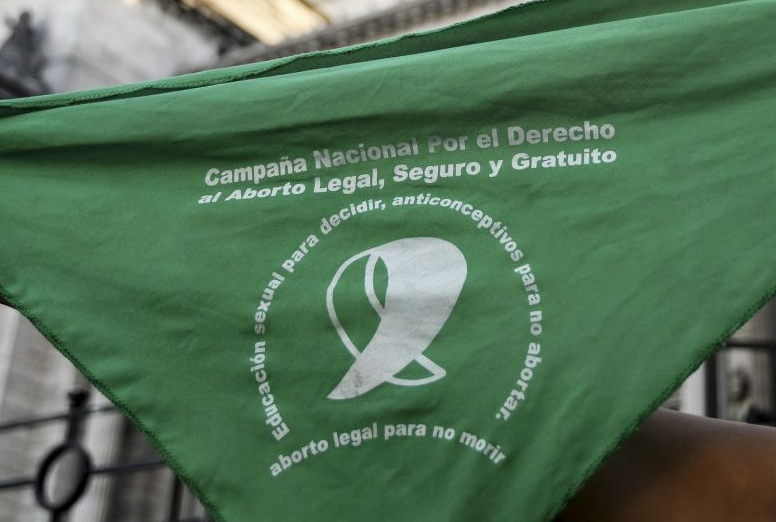 Campaña Nacional Por el Derecho
al Aborto Legal, Seguro y Gratuito
Educación sexual para decidir, anticonceptivos para no abortar.
aborto legal para no morir